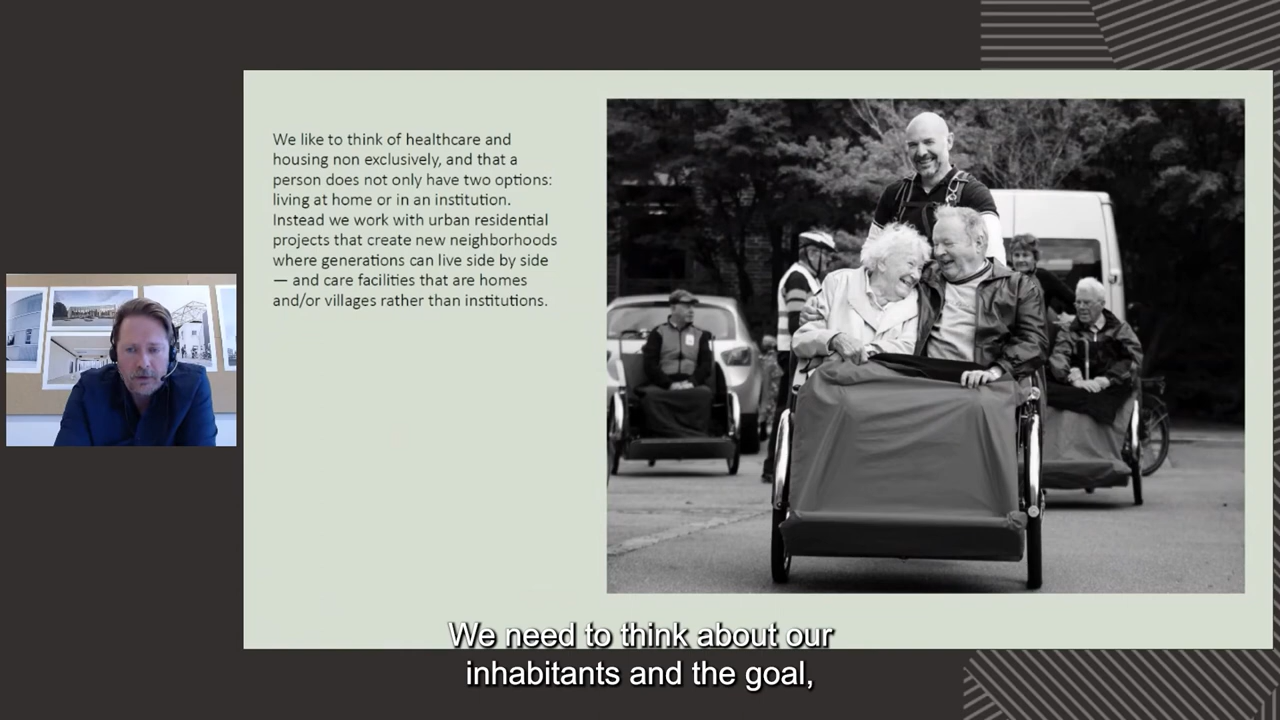 We like to think of healthcare and
housing non exclusively, and that a
person does not only have two options:
living at home or in an institution.
Instead we work with urban residential
projects that create new neighborhoods
where generations can live side by side
— and care facilities that are homes
and/or villages rather than institutions.
We need to think about our
inhabitants and the goal,